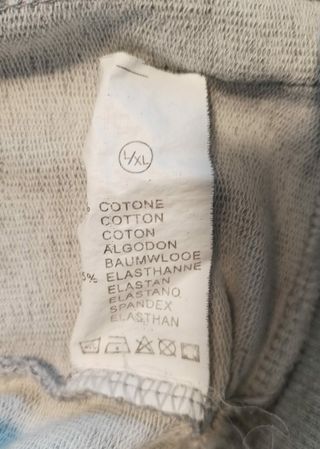 L/XL
% COTONE
COTTON
COTON
ALGODON
BAUMWLOOE
5% ELASTHANNE
ELASTAN
ELASTANO
SPANDEX
ELASTHAN